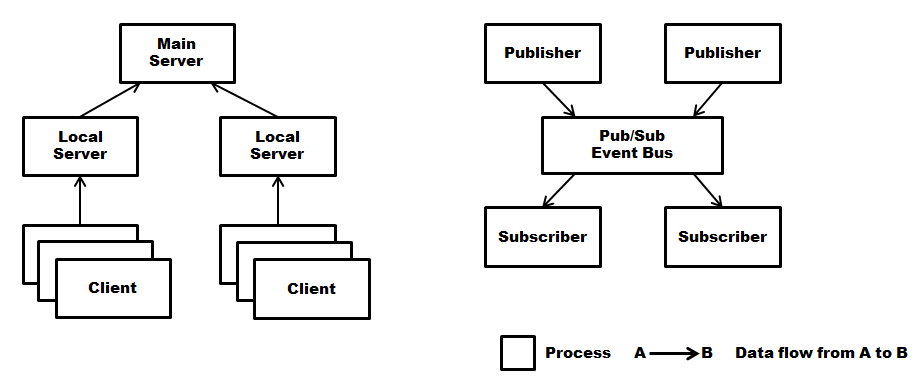 Main
Server
Local
Server
Local
Server
Client
Client
Publisher
Publisher
Pub/Sub
Event Bus
Subscriber
Subscriber
Process
A B Data flow from A to B